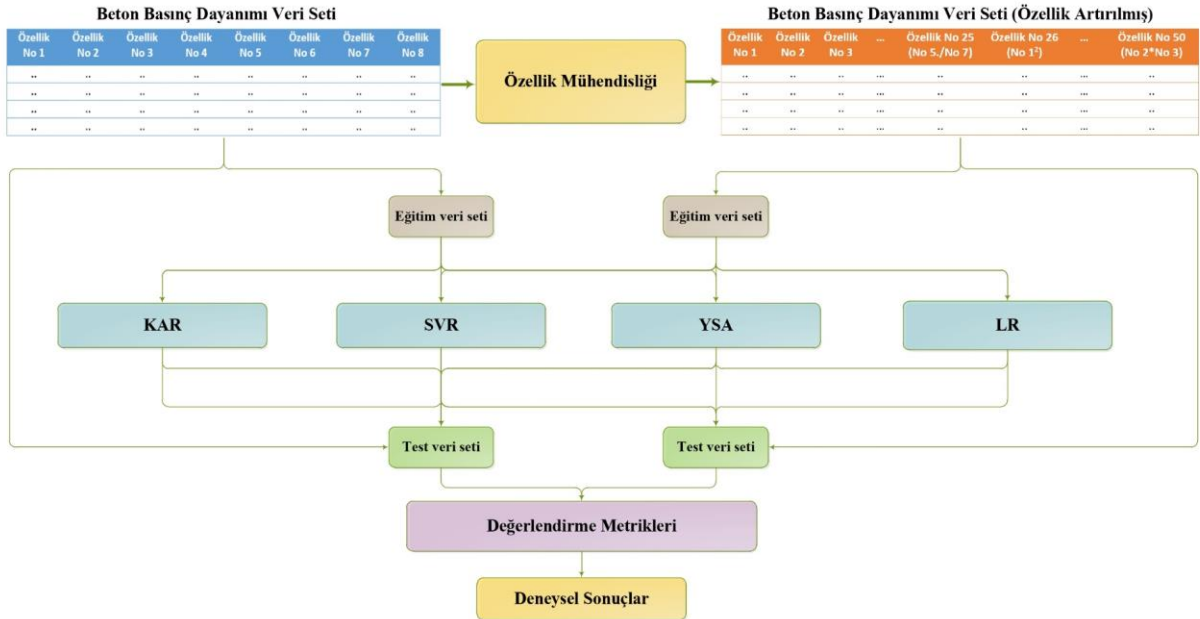 Beton Basınç Dayanımı Veri Seti
Özellik No 1 Özellik No 2 Özellik No 3 Özellik No 4 Özellik No 5 Özellik No 6 Özellik No 7 Özellik No 8
.. .. .. .. .. .. .. ..
.. .. .. .. .. .. .. ..
.. .. .. .. .. .. .. ..
.. .. .. .. .. .. .. ..
Özellik Mühendisliği
Beton Basınç Dayanımı Veri Seti (Özellik Artırılmış)
Özellik No 1 Özellik No 2 Özellik No 3 ... Özellik No 25 (No 5./No 7) Özellik No 26 (No 1²) ... Özellik No 50 (No 2*No 3)
.. .. .. ... .. .. ... ..
.. .. .. ... .. .. ... ..
.. .. .. ... .. .. ... ..
.. .. .. ... .. .. ... ..
Eğitim veri seti
Eğitim veri seti
KAR
SVR
YSA
LR
Test veri seti
Test veri seti
Değerlendirme Metrikleri
Deneysel Sonuçlar